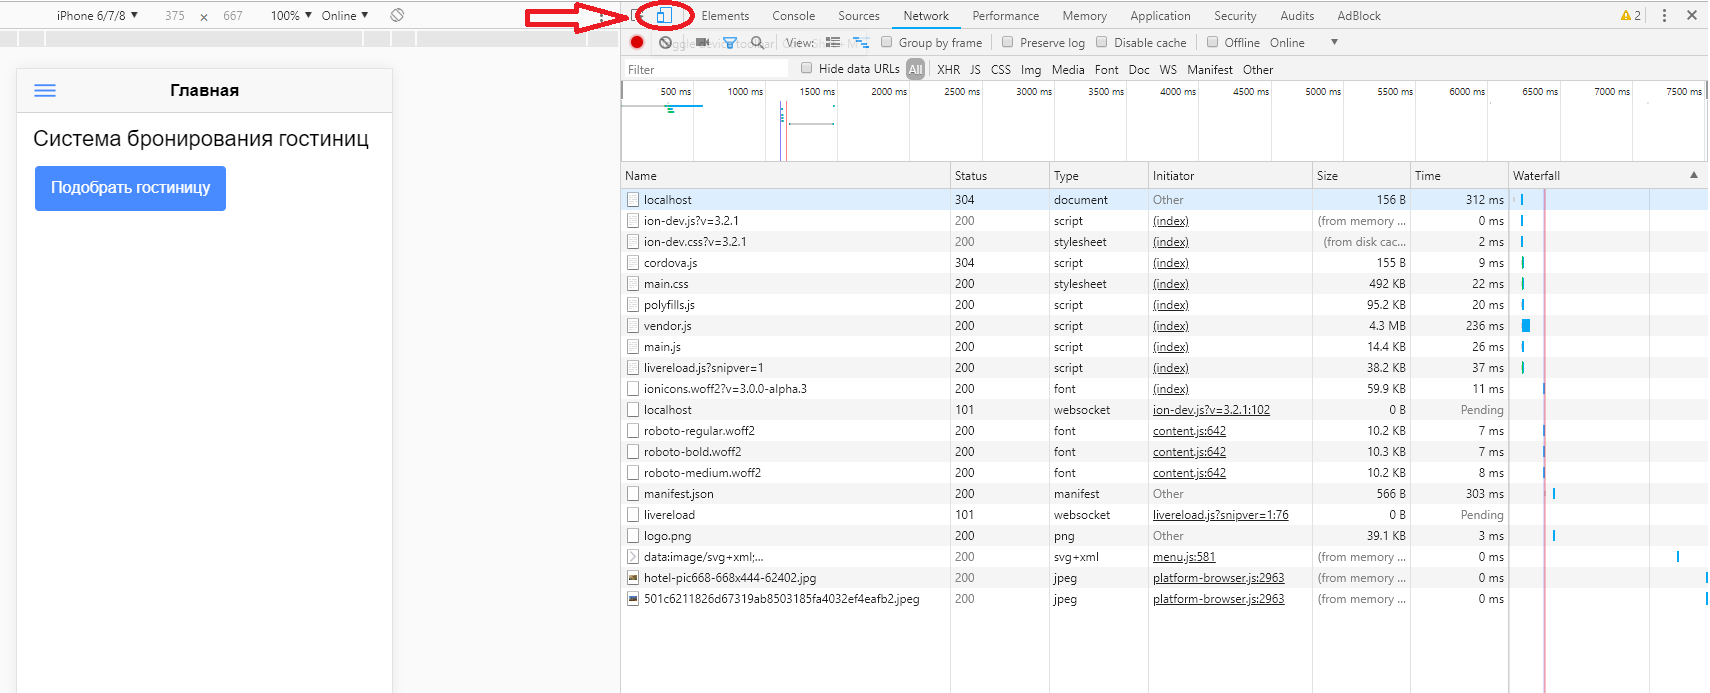 iPhone 6/7/8 ▼ 375 × 667 100% ▼ Online ▼
Elements Console Sources Network Performance Memory Application Security Audits AdBlock 2
View: Group by frame Preserve log Disable cache Offline Online ▼
Filter Hide data URLs All XHR JS CSS Img Media Font Doc WS Manifest Other
500 ms 1000 ms 1500 ms 2000 ms 2500 ms 3000 ms 3500 ms 4000 ms 4500 ms 5000 ms 5500 ms 6000 ms 6500 ms 7000 ms 7500 ms
Главная
Система бронирования гостиниц
Подобрать гостиницу
Name Status Type Initiator Size Time Waterfall ▲
localhost 304 document Other 156 B 312 ms
ion-dev.js?v=3.2.1 200 script (index) (from memory ... 0 ms
ion-dev.css?v=3.2.1 200 stylesheet (index) (from disk cac... 2 ms
cordova.js 304 script (index) 155 B 9 ms
main.css 200 stylesheet (index) 492 KB 22 ms
polyfills.js 200 script (index) 95.2 KB 20 ms
vendor.js 200 script (index) 4.3 MB 236 ms
main.js 200 script (index) 14.4 KB 26 ms
livereload.js?snipver=1 200 script (index) 38.2 KB 37 ms
ionicons.woff2?v=3.0.0-alpha.3 200 font (index) 59.9 KB 11 ms
localhost 101 websocket ion-dev.js?v=3.2.1:102 0 B Pending
roboto-regular.woff2 200 font content.js:642 10.2 KB 7 ms
roboto-bold.woff2 200 font content.js:642 10.3 KB 7 ms
roboto-medium.woff2 200 font content.js:642 10.2 KB 8 ms
manifest.json 200 manifest Other 566 B 303 ms
livereload 101 websocket livereload.js?snipver=1:76 0 B Pending
logo.png 200 png Other 39.1 KB 3 ms
data:image/svg+xml;... 200 svg+xml menu.js:581 (from memory ... 0 ms
hotel-pic668-668x444-62402.jpg 200 jpeg platform-browser.js:2963 (from memory ... 0 ms
501c6211826d67319ab8503185fa4032ef4eafb2.jpeg 200 jpeg platform-browser.js:2963 (from memory ... 0 ms